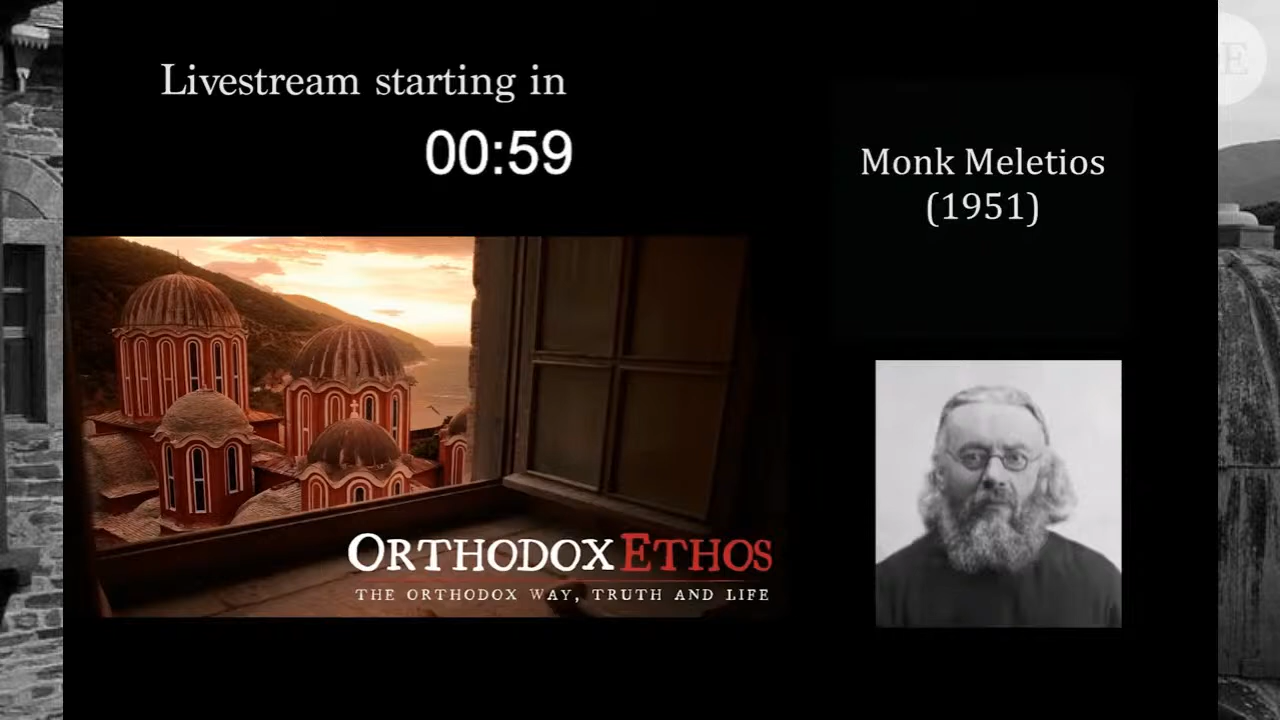 Livestream starting in
00:59
Monk Meletios
(1951)
ORTHODOX ETHOS
THE ORTHODOX WAY, TRUTH AND LIFE
E